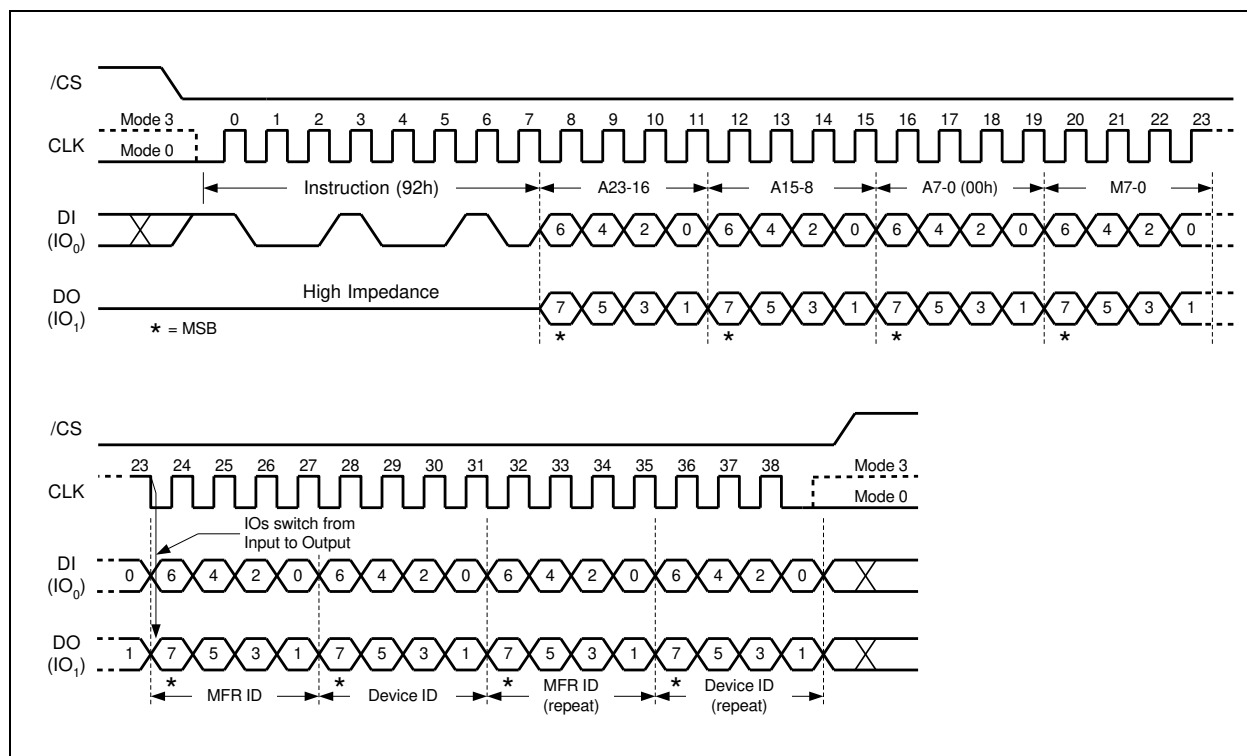 /CS
Mode 3 0 1 2 3 4 5 6 7 8 9 10 11 12 13 14 15 16 17 18 19 20 21 22 23
CLK
Mode 0
Instruction (92h) A23-16 A15-8 A7-0 (00h) M7-0
DI
(IO0) 6 4 2 0 6 4 2 0 6 4 2 0 6 4 2 0
High Impedance
DO
(IO1) 7 5 3 1 7 5 3 1 7 5 3 1 7 5 3 1
* = MSB * * * *
/CS
23 24 25 26 27 28 29 30 31 32 33 34 35 36 37 38 Mode 3
CLK
Mode 0
IOs switch from
Input to Output
DI
(IO0) 0 6 4 2 0 6 4 2 0 6 4 2 0 6 4 2 0
DO
(IO1) 1 7 5 3 1 7 5 3 1 7 5 3 1 7 5 3 1
* * * *
MFR ID Device ID MFR ID
(repeat) Device ID
(repeat)